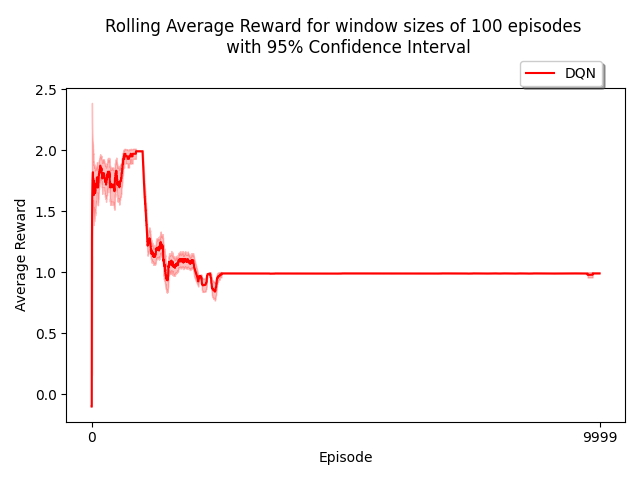 Rolling Average Reward for window sizes of 100 episodes
with 95% Confidence Interval
DQN
2.5
2.0
1.5
1.0
0.5
0.0
Average Reward
0 9999
Episode